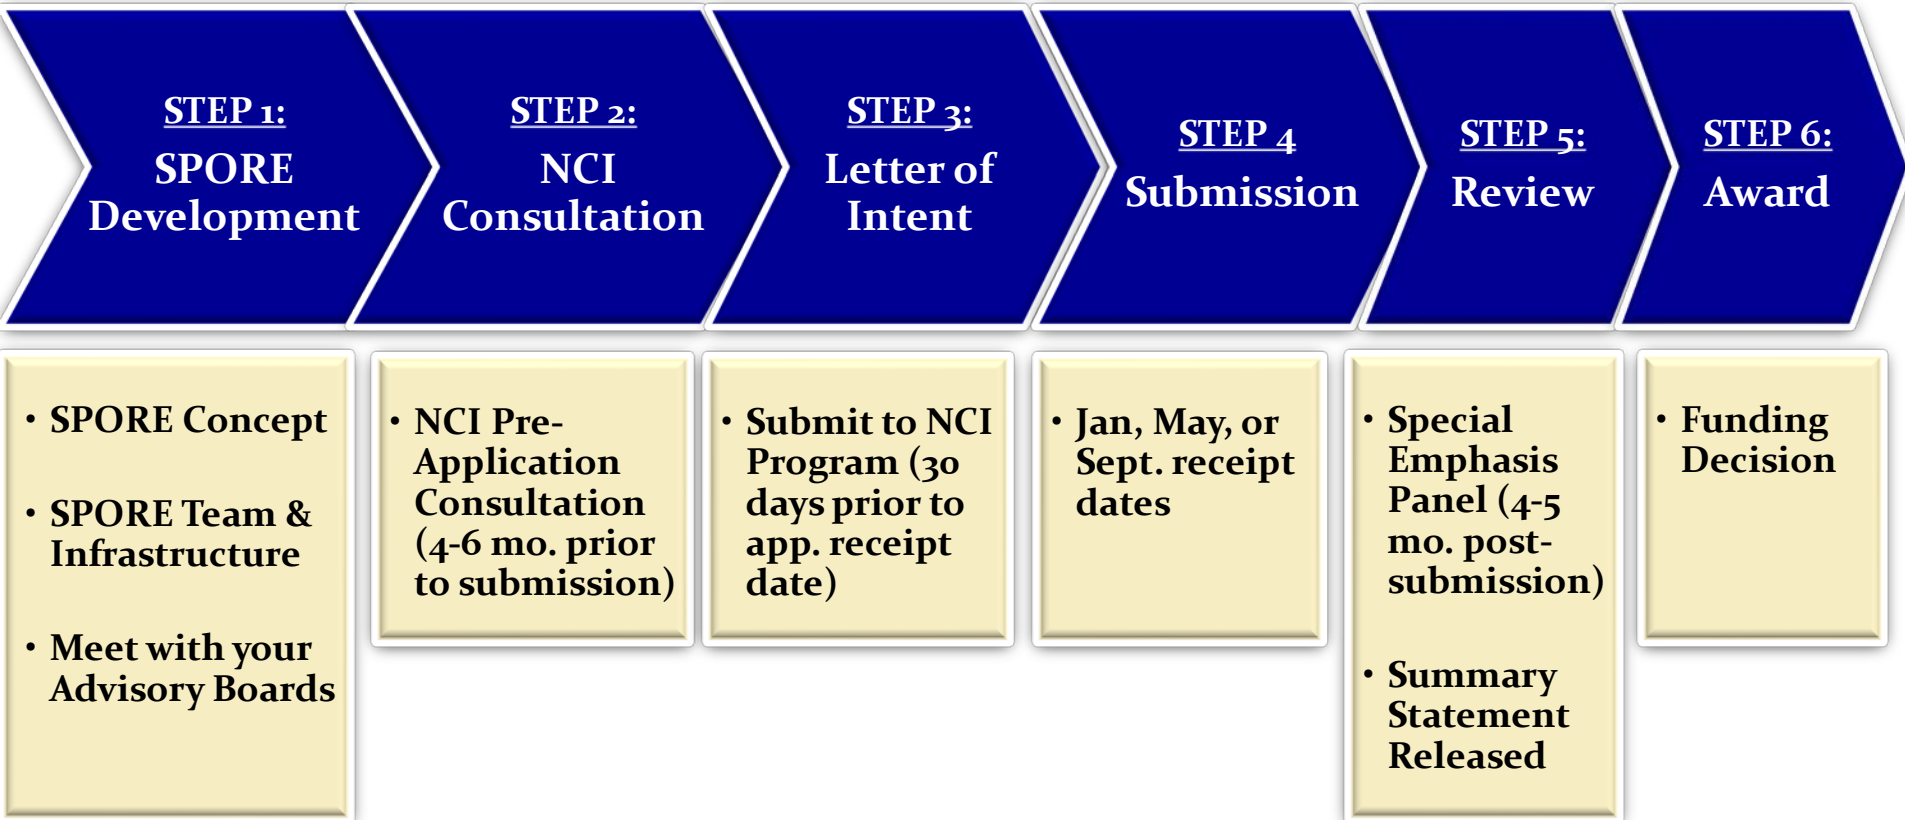 STEP 1:
SPORE
Development
STEP 2:
NCI
Consultation
STEP 3:
Letter of
Intent
STEP 4
Submission
STEP 5:
Review
STEP 6:
Award
• SPORE Concept
• SPORE Team &
Infrastructure
• Meet with your
Advisory Boards
• NCI Pre-
Application
Consultation
(4-6 mo. prior
to submission)
• Submit to NCI
Program (30
days prior to
app. receipt
date)
• Jan, May, or
Sept. receipt
dates
• Special
Emphasis
Panel (4-5
mo. post-
submission)
• Summary
Statement
Released
• Funding
Decision